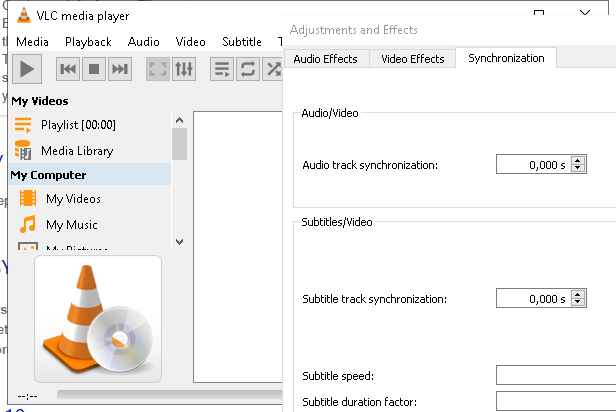 VLC media player
Media Playback Audio Video Subtitle
My Videos
Playlist [00:00]
Media Library
My Computer
My Videos
My Music
My Pictures
--:--
Adjustments and Effects
Audio Effects Video Effects Synchronization
Audio/Video
Audio track synchronization: 0,000 s
Subtitles/Video
Subtitle track synchronization: 0,000 s
Subtitle speed:
Subtitle duration factor: